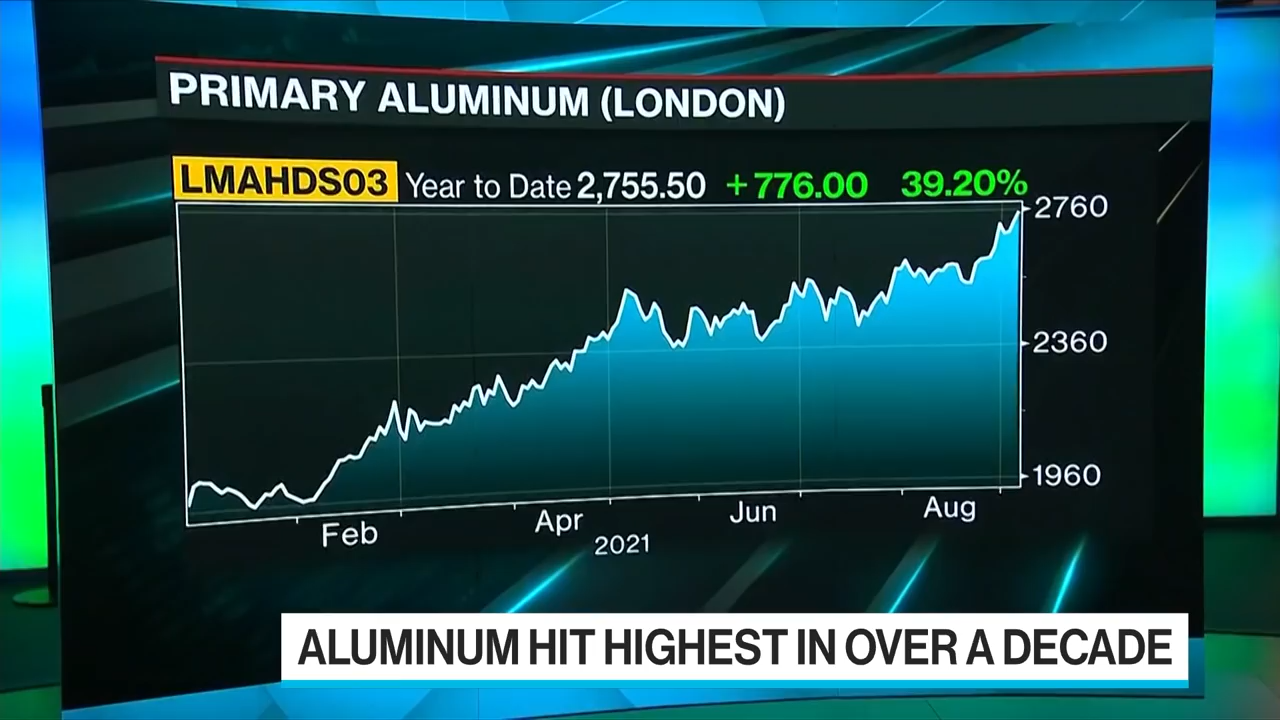 PRIMARY ALUMINUM (LONDON)
LMAHDS03 Year to Date 2,755.50 +776.00 39.20%
2760
2360
1960
Feb Apr Jun Aug
2021
ALUMINUM HIT HIGHEST IN OVER A DECADE